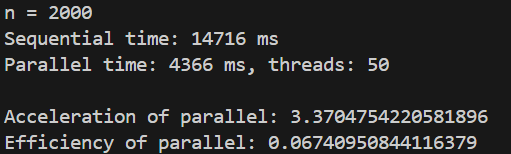 n = 2000
Sequential time: 14716 ms
Parallel time: 4366 ms, threads: 50
Acceleration of parallel: 3.3704754220581896
Efficiency of parallel: 0.06740950844116379